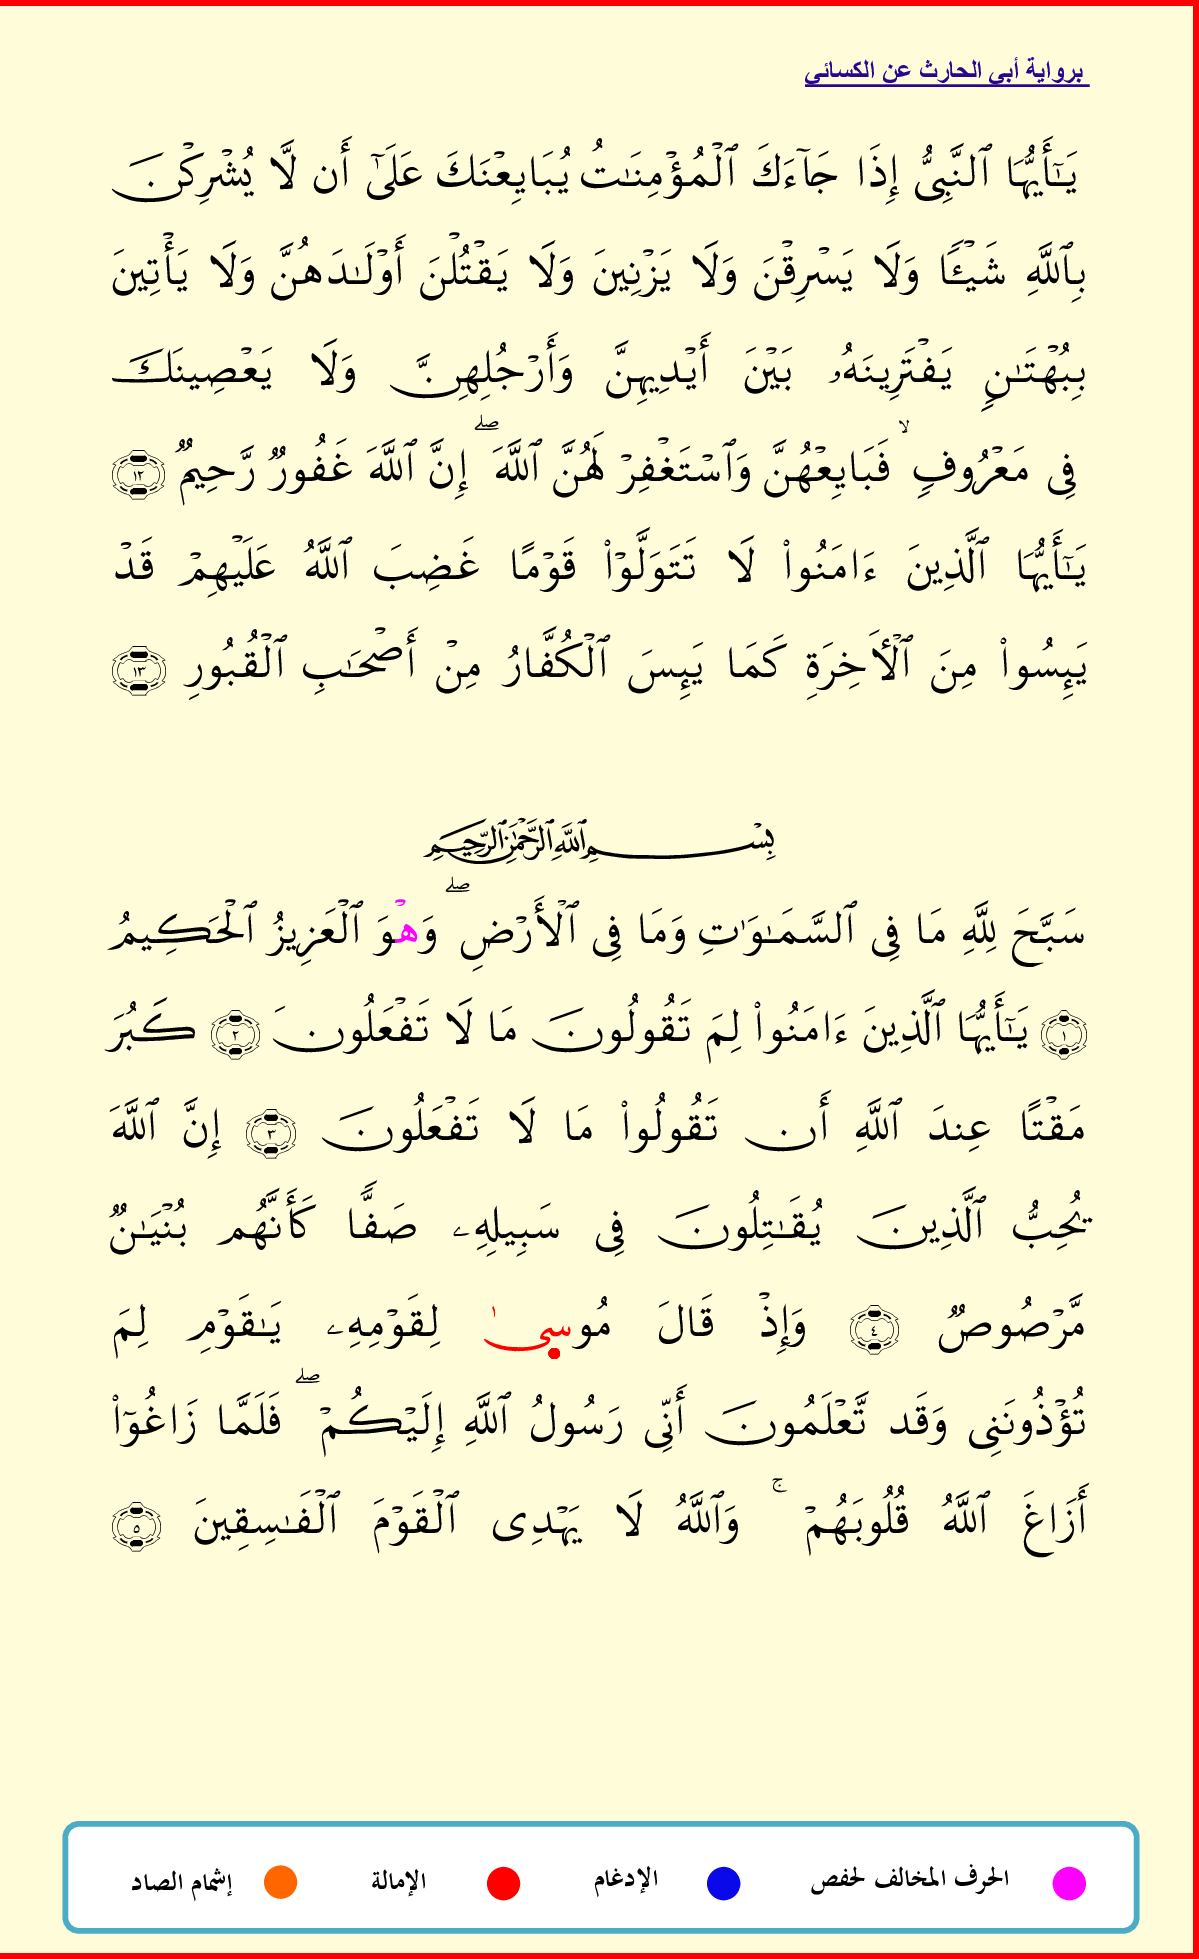 برواية أبي الحارث عن الكسائي
يَـٰٓأَيُّهَا ٱلنَّبِىُّ إِذَا جَآءَكَ ٱلْمُؤْمِنَـٰتُ يُبَايِعْنَكَ عَلَىٰٓ أَن لَّا يُشْرِكْنَ
بِٱللَّهِ شَيْـًٔا وَلَا يَسْرِقْنَ وَلَا يَزْنِينَ وَلَا يَقْتُلْنَ أَوْلَـٰدَهُنَّ وَلَا يَأْتِينَ
بِبُهْتَـٰنٍ يَفْتَرِينَهُۥ بَيْنَ أَيْدِيهِنَّ وَأَرْجُلِهِنَّ وَلَا يَعْصِينَكَ
فِى مَعْرُوفٍ ۙ فَبَايِعْهُنَّ وَٱسْتَغْفِرْ لَهُنَّ ٱللَّهَ ۖ إِنَّ ٱللَّهَ غَفُورٌ رَّحِيمٌ ١٢
يَـٰٓأَيُّهَا ٱلَّذِينَ ءَامَنُوا۟ لَا تَتَوَلَّوْا۟ قَوْمًا غَضِبَ ٱللَّهُ عَلَيْهِمْ قَدْ
يَئِسُوا۟ مِنَ ٱلْـَٔاخِرَةِ كَمَا يَئِسَ ٱلْكُفَّارُ مِنْ أَصْحَـٰبِ ٱلْقُبُورِ ١٣
بِسْمِ ٱللَّهِ ٱلرَّحْمَـٰنِ ٱلرَّحِيمِ
سَبَّحَ لِلَّهِ مَا فِى ٱلسَّمَـٰوَٰتِ وَمَا فِى ٱلْأَرْضِ ۖ وَهْوَ ٱلْعَزِيزُ ٱلْحَكِيمُ
١ يَـٰٓأَيُّهَا ٱلَّذِينَ ءَامَنُوا۟ لِمَ تَقُولُونَ مَا لَا تَفْعَلُونَ ٢ كَبُرَ
مَقْتًا عِندَ ٱللَّهِ أَن تَقُولُوا۟ مَا لَا تَفْعَلُونَ ٣ إِنَّ ٱللَّهَ
يُحِبُّ ٱلَّذِينَ يُقَـٰتِلُونَ فِى سَبِيلِهِۦ صَفًّا كَأَنَّهُم بُنْيَـٰنٌ
مَّرْصُوصٌ ٤ وَإِذْ قَالَ مُوسىٰ لِقَوْمِهِۦ يَـٰقَوْمِ لِمَ
تُؤْذُونَنِى وَقَد تَّعْلَمُونَ أَنِّى رَسُولُ ٱللَّهِ إِلَيْكُمْ ۖ فَلَمَّا زَاغُوٓا۟
أَزَاغَ ٱللَّهُ قُلُوبَهُمْ ۚ وَٱللَّهُ لَا يَهْدِى ٱلْقَوْمَ ٱلْفَـٰسِقِينَ ٥
الحرف المخالف لحفص الإدغام الإمالة إشمام الصاد